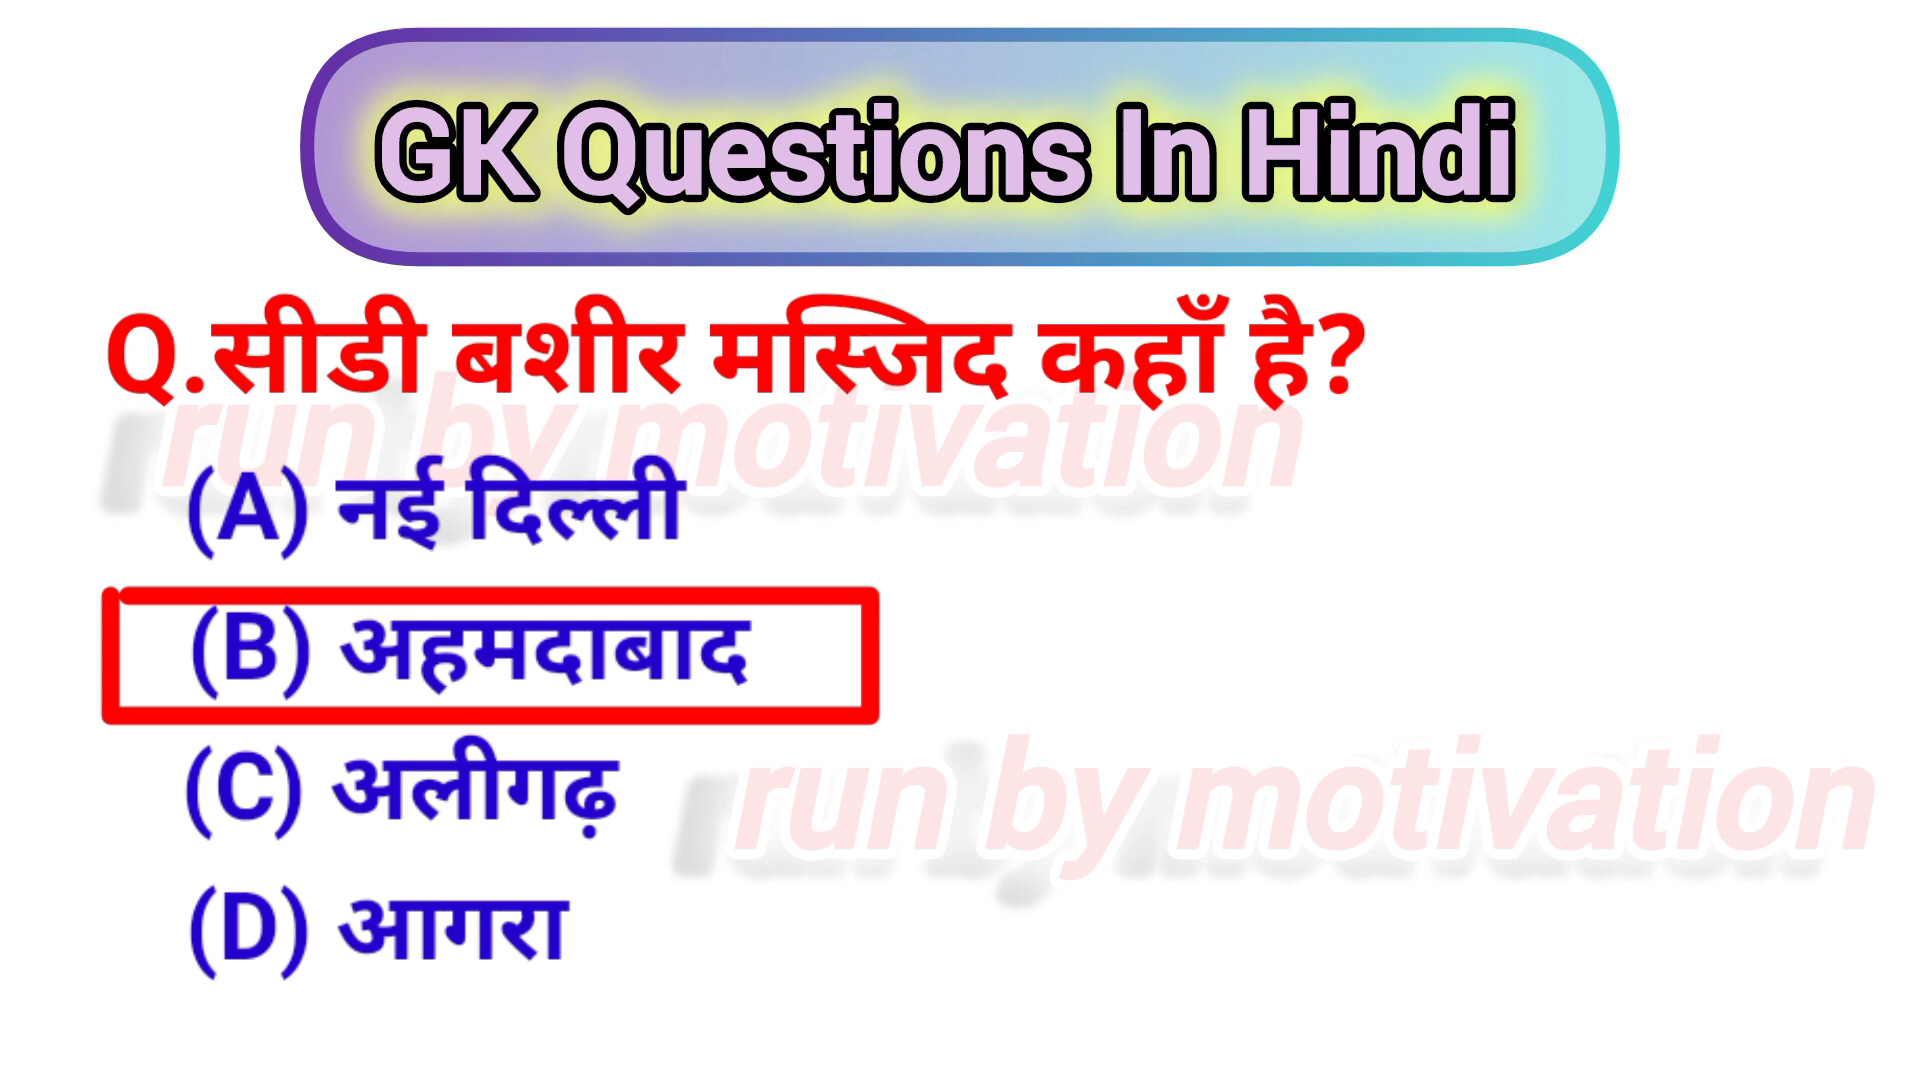 GK Questions In Hindi
Q.सीडी बशीर मस्जिद कहाँ है?
run by motivation
(A) नई दिल्ली
(B) अहमदाबाद
(C) अलीगढ़
run by motivation
(D) आगरा